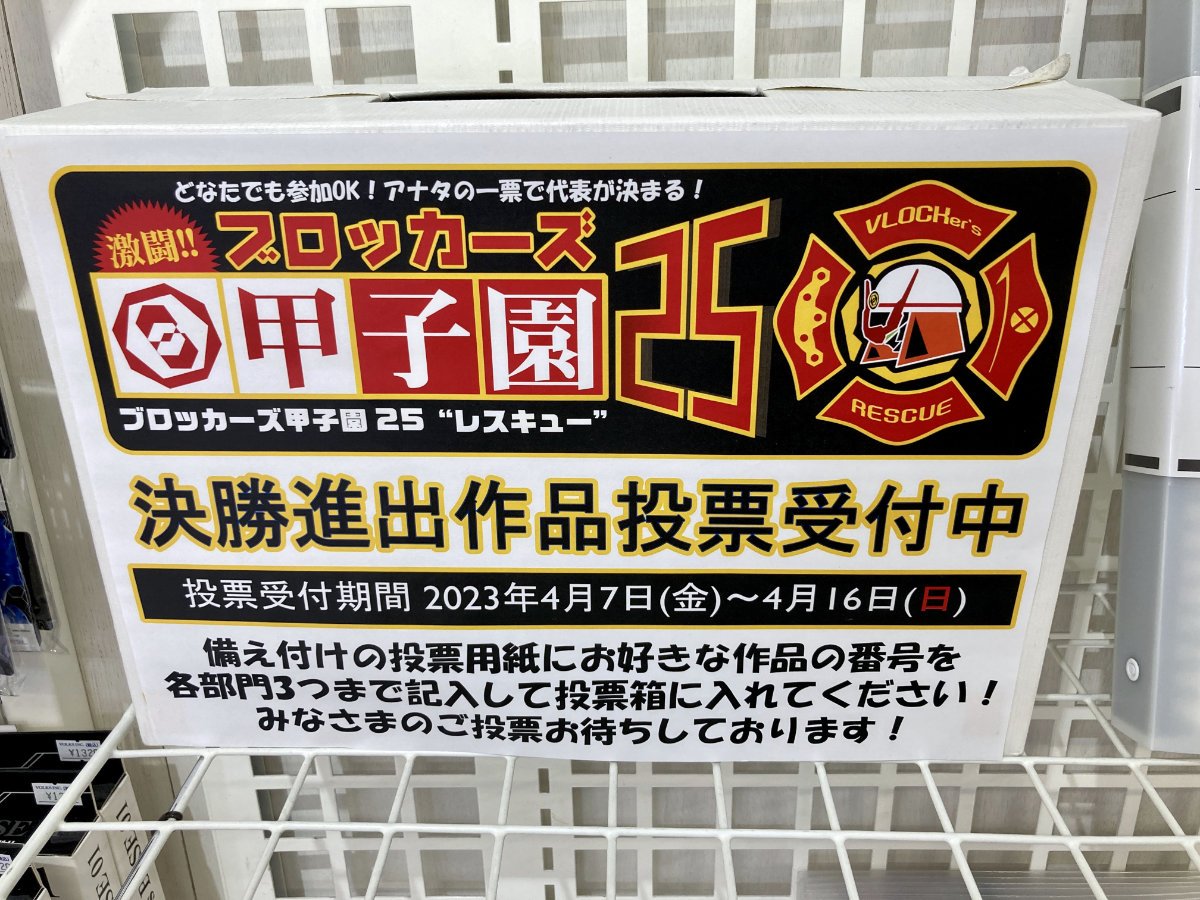 どなたでも参加OK！アナタの一票で代表が決まる！
激闘!! ブロッカーズ
甲子園 25
ブロッカーズ甲子園 25 “レスキュー”
VLOCKer's
RESCUE
決勝進出作品投票受付中
投票受付期間 2023年4月7日(金)～4月16日(日)
備え付けの投票用紙にお好きな作品の番号を
各部門3つまで記入して投票箱に入れてください！
みなさまのご投票お待ちしております！